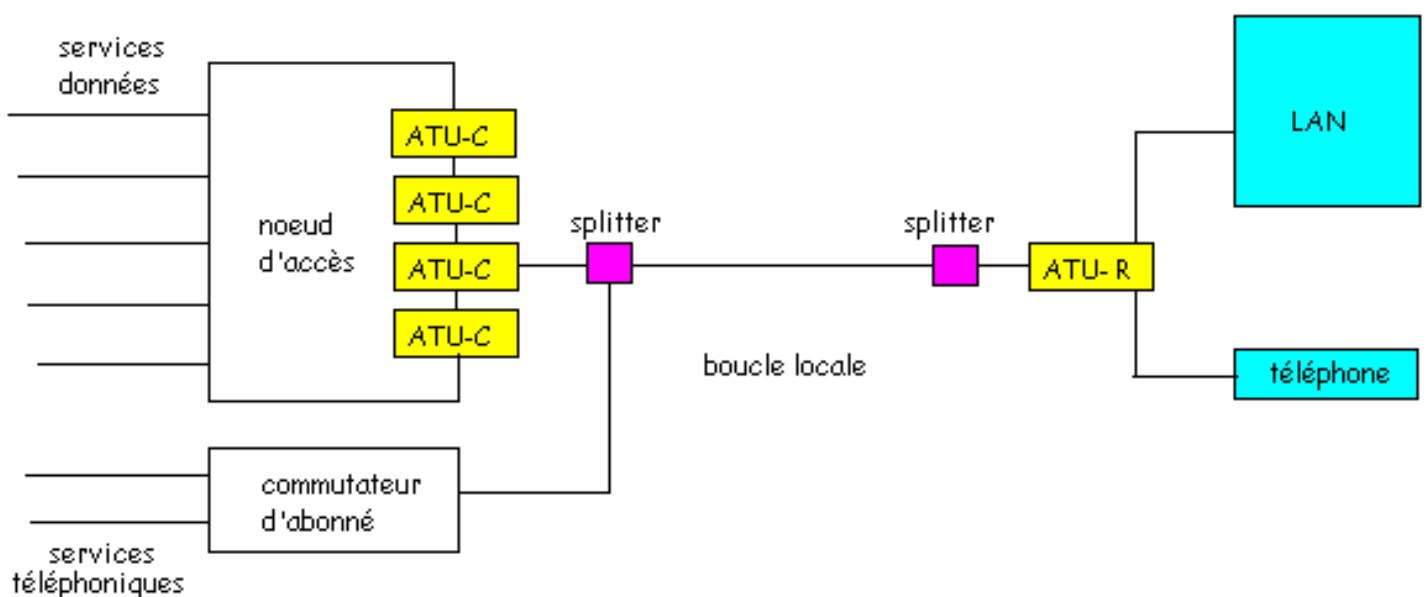 services
données
ATU-C
ATU-C
ATU-C
ATU-C
noeud
d'accès
splitter
splitter
ATU- R
LAN
téléphone
boucle locale
commutateur
d'abonné
services
téléphoniques